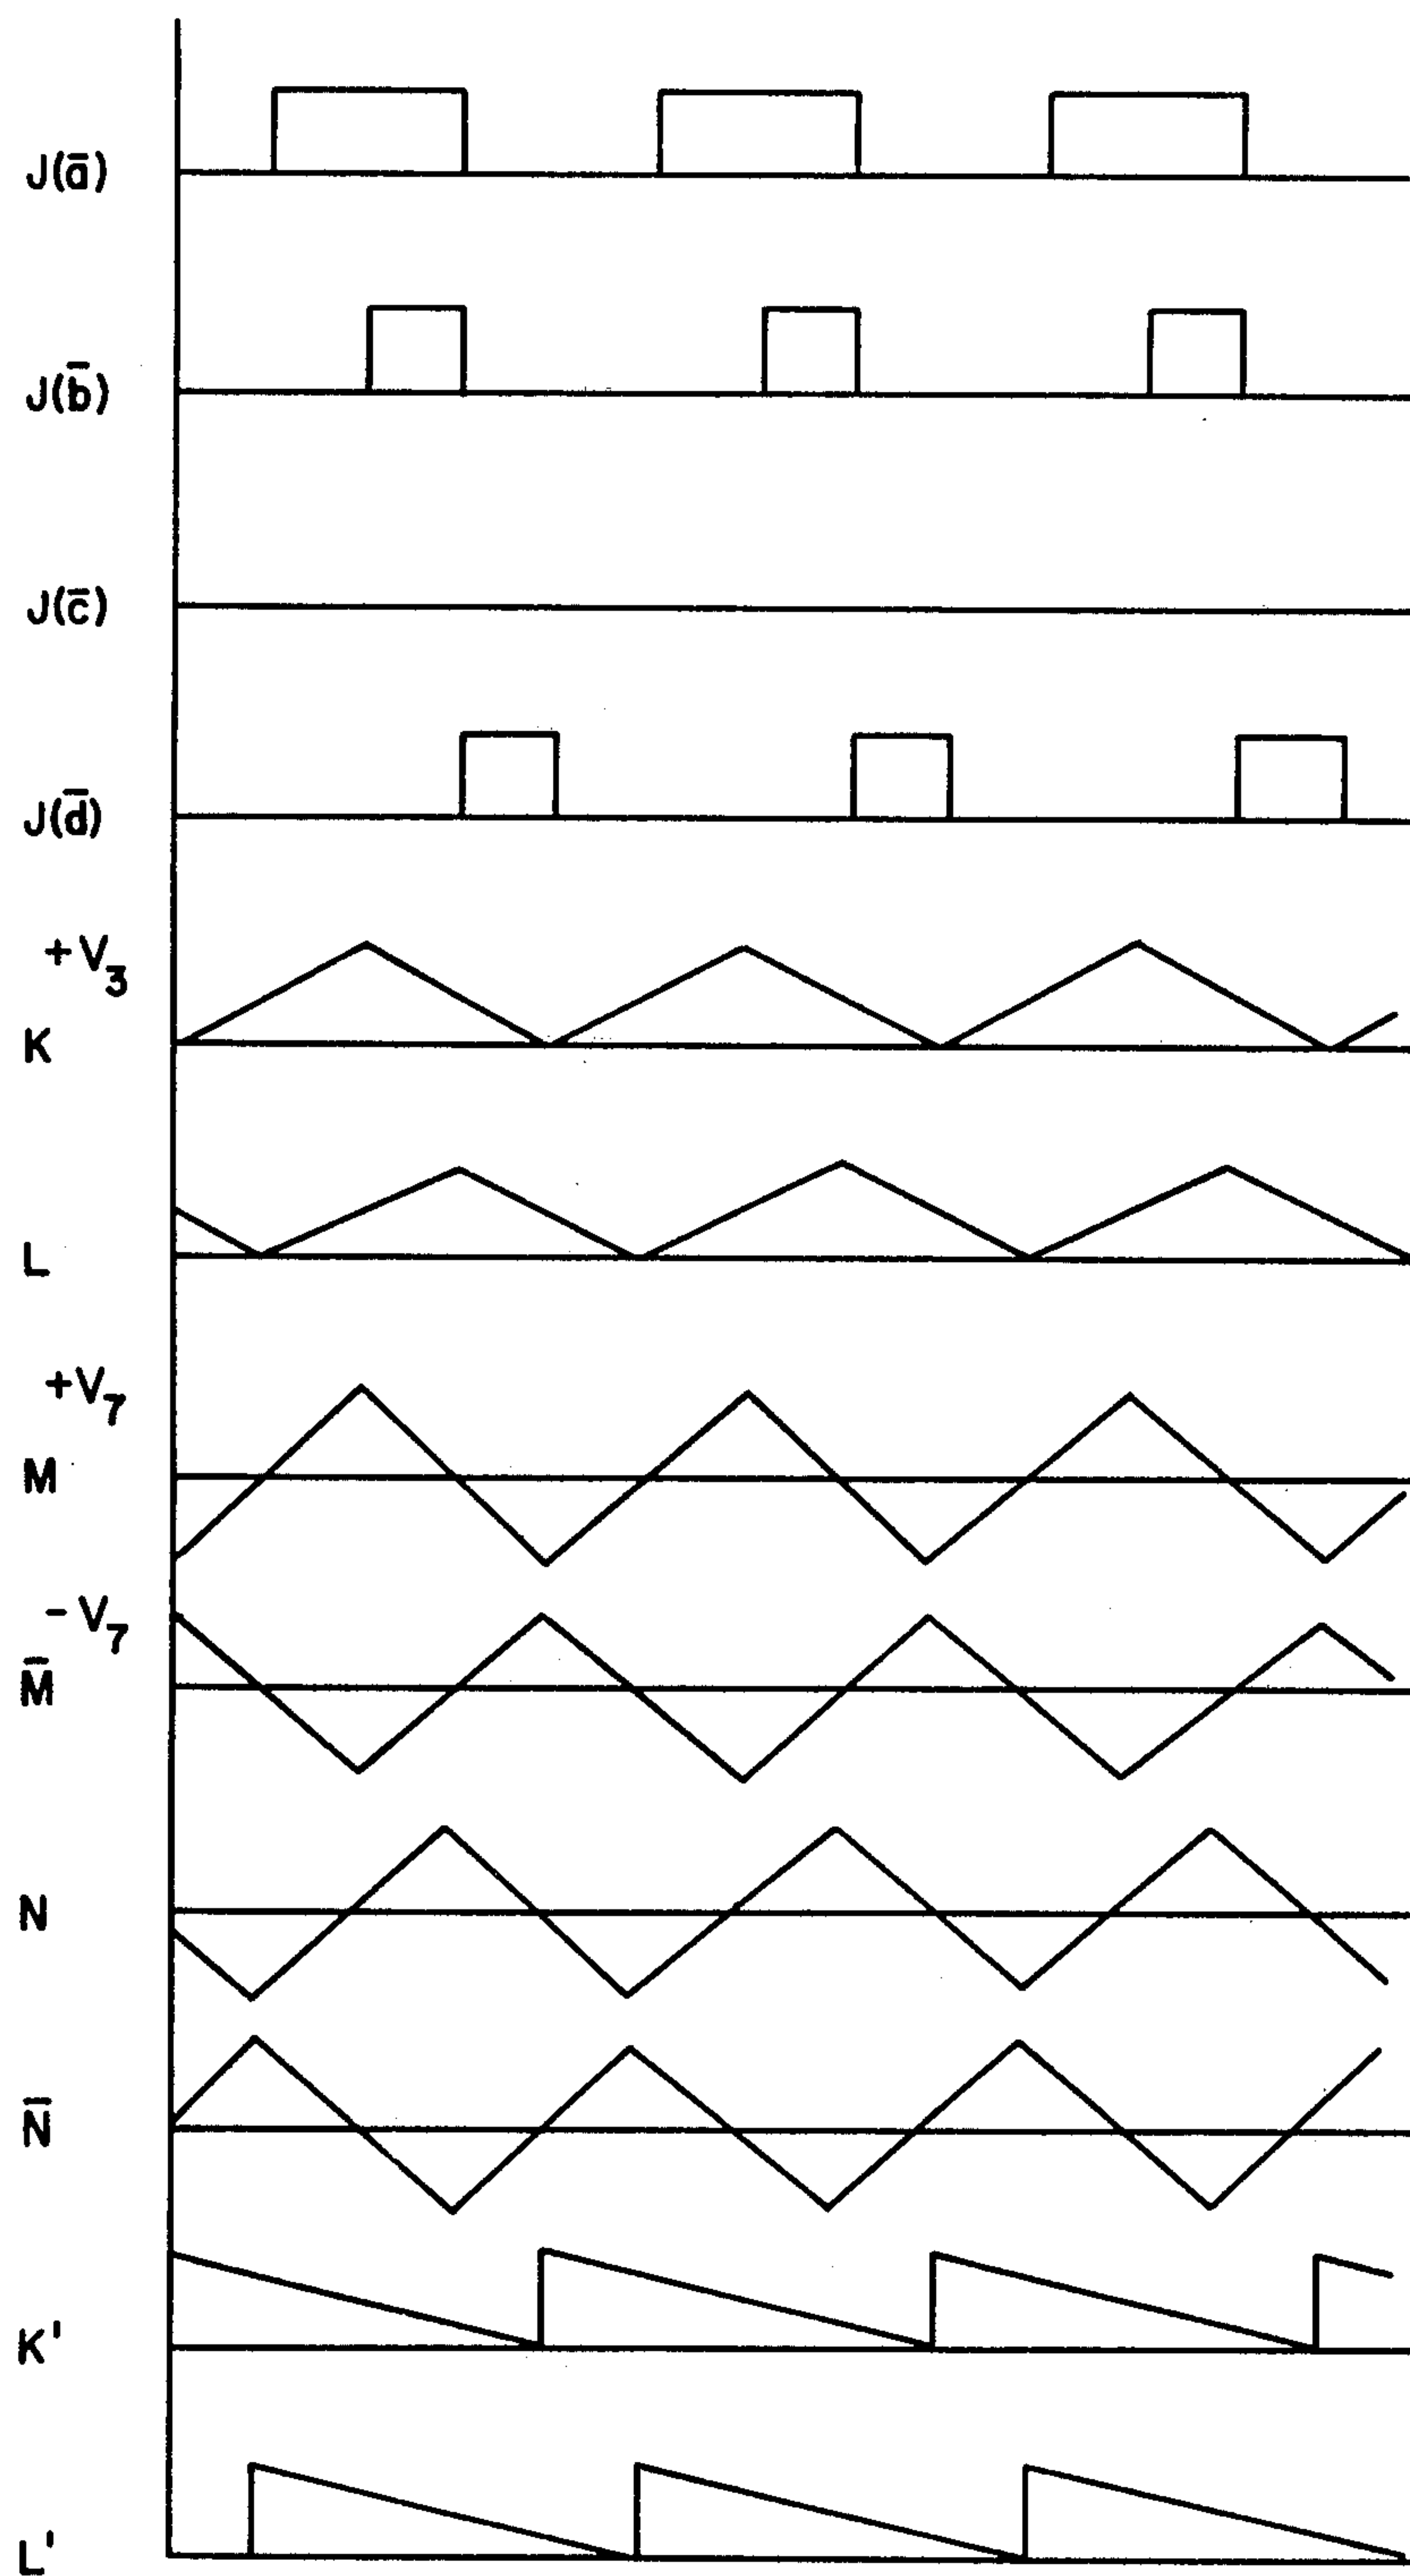 J(a̅)
J(b̅)
J(c̅)
J(d̅)
+V₃
K
L
+V₇
M
-V₇
M̅
N
N̅
K'
L'